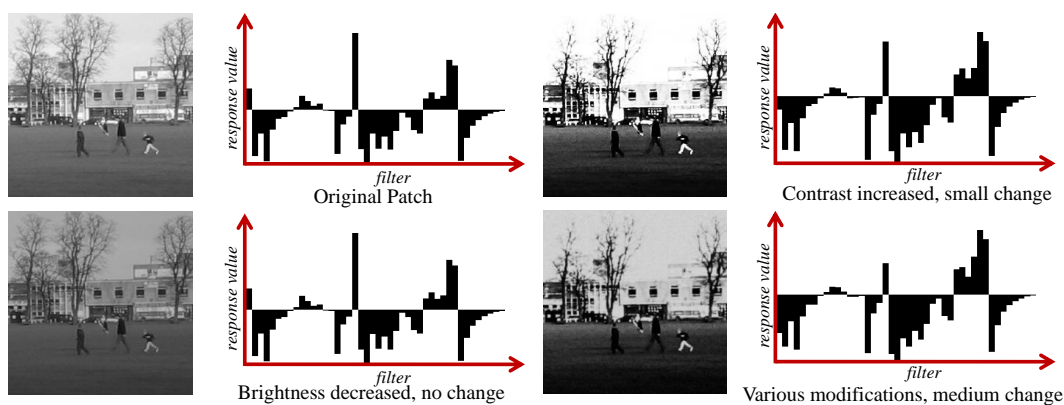 response value
filter
Original Patch
response value
filter
Contrast increased, small change
response value
filter
Brightness decreased, no change
response value
filter
Various modifications, medium change